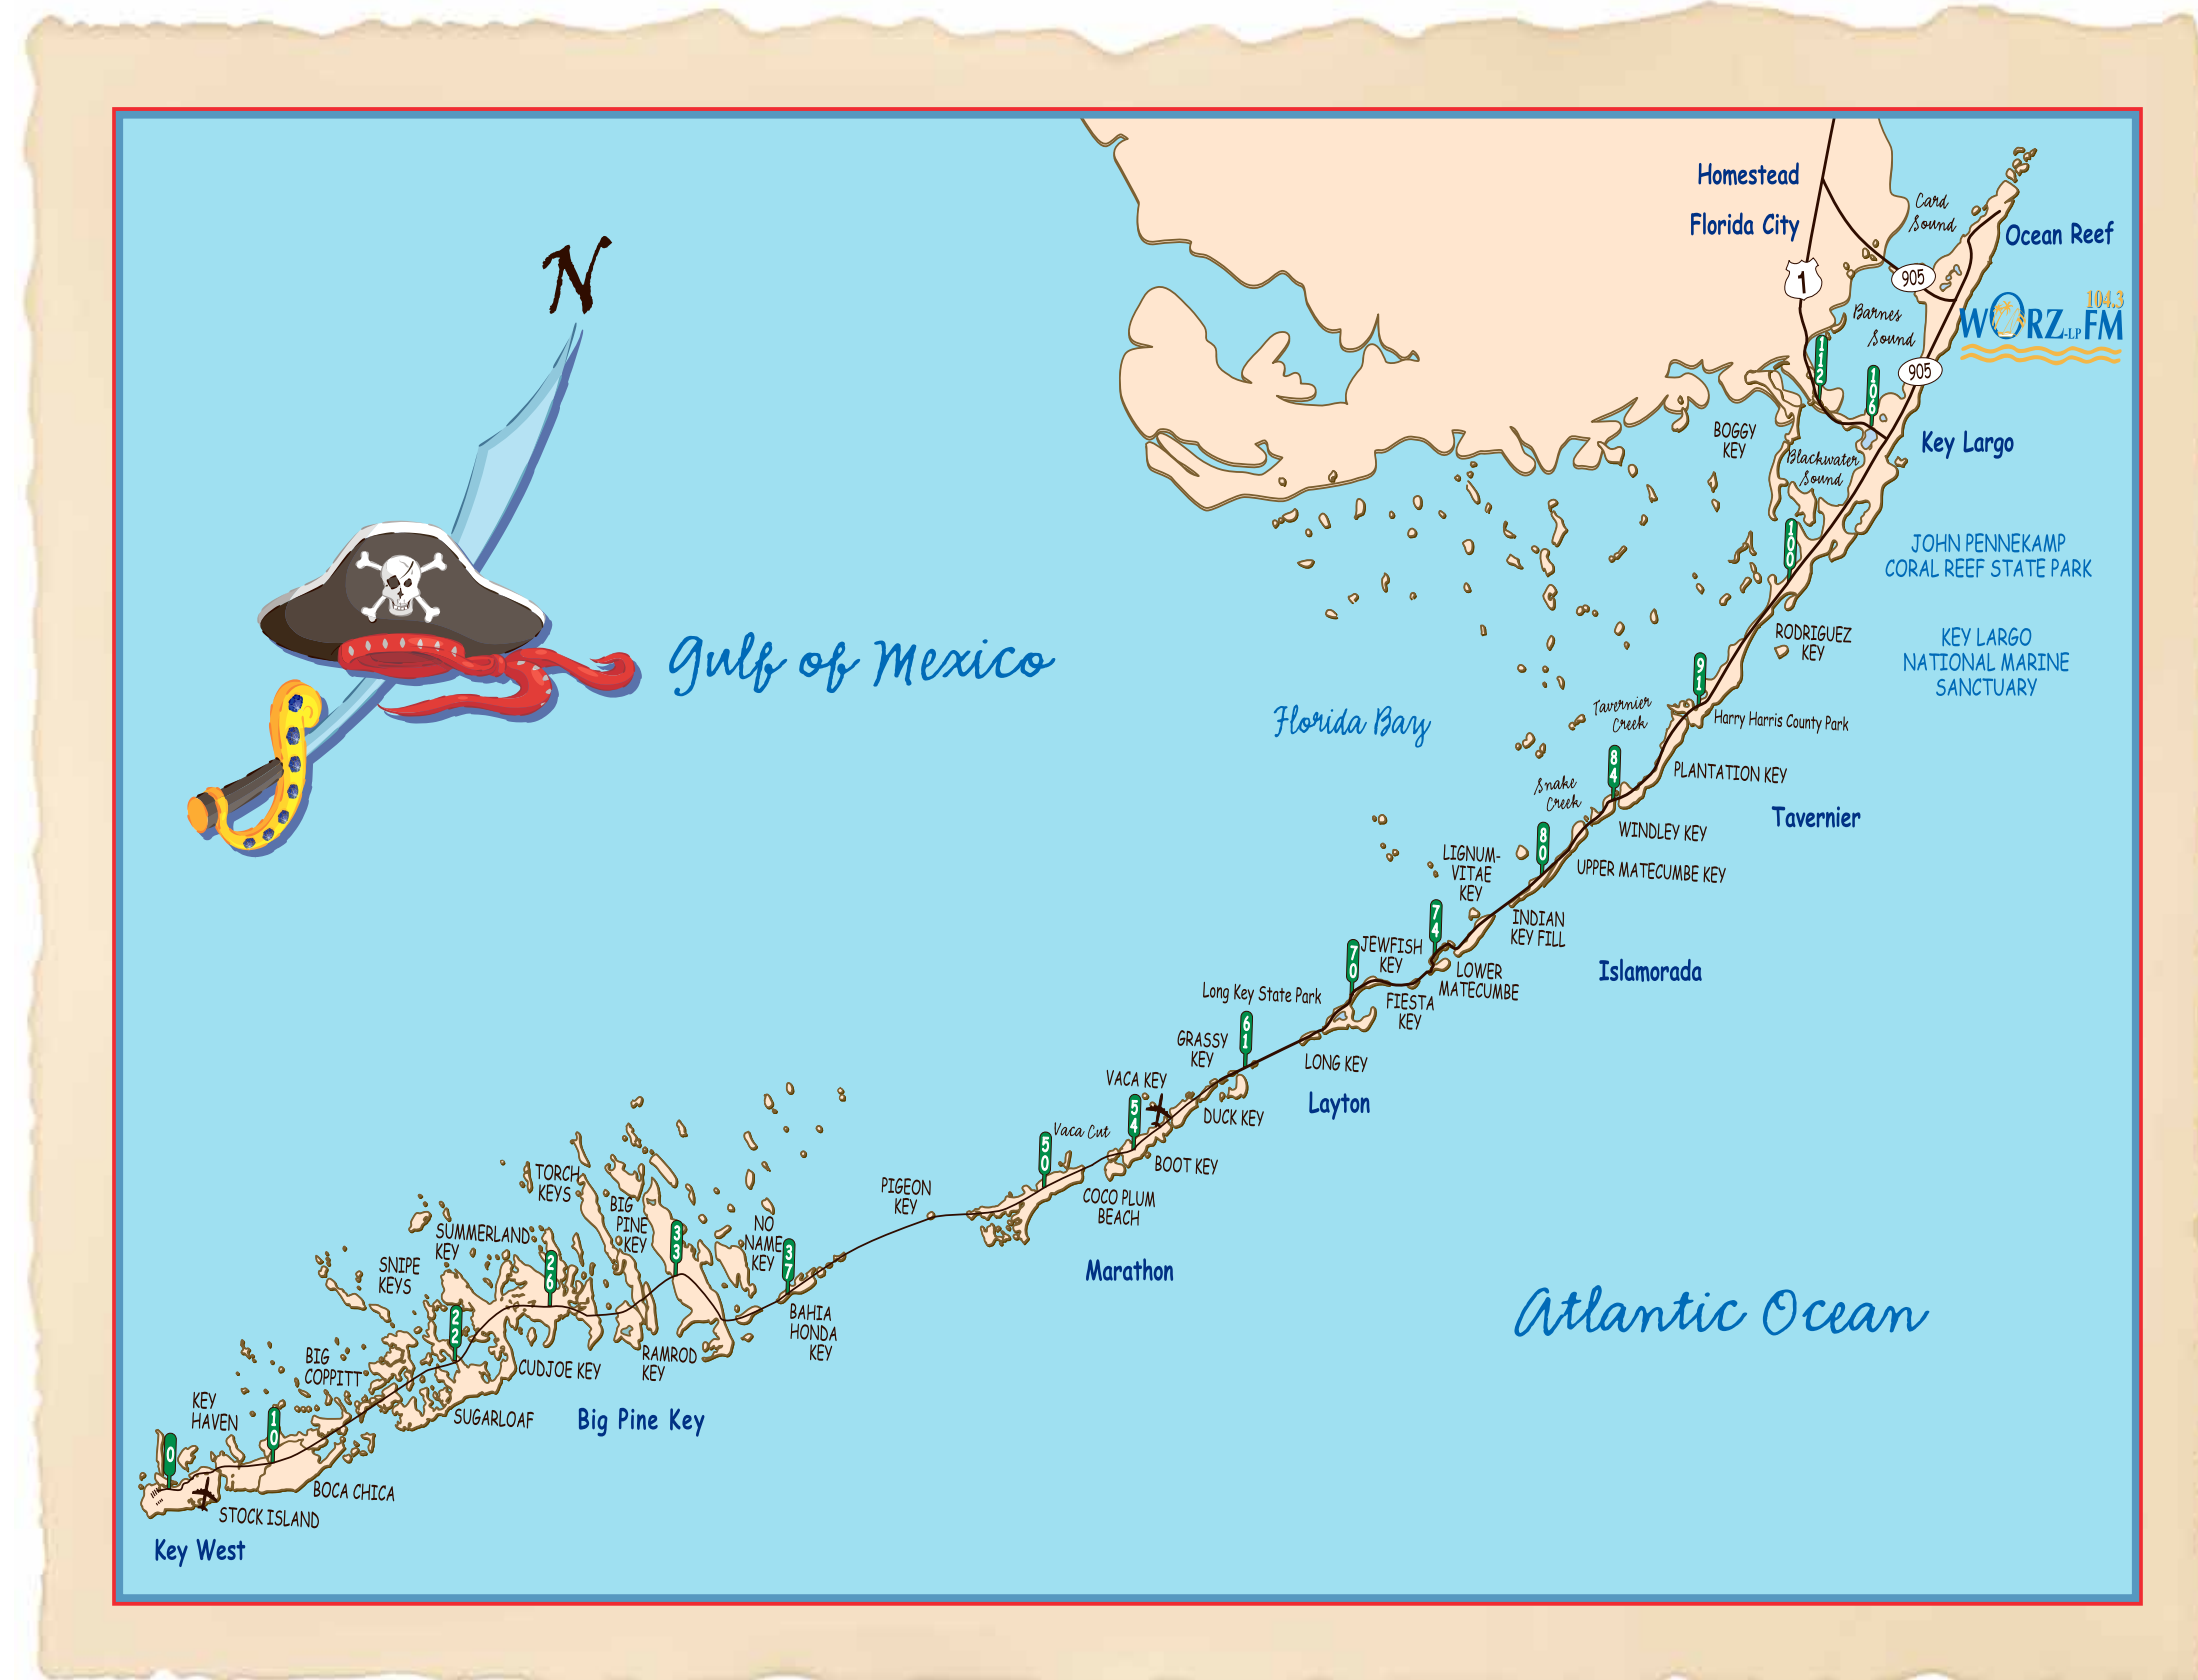 Homestead
Florida City
Card
Sound
Ocean Reef
N
1
905
Barnes
Sound
104.3
WORZ-LP FM
112
106
905
BOGGY
KEY
Key Largo
Blackwater
Sound
100
JOHN PENNEKAMP
CORAL REEF STATE PARK
RODRIGUEZ
KEY
KEY LARGO
NATIONAL MARINE
SANCTUARY
Gulf of Mexico
91
Florida Bay
Tavernier
Creek
Harry Harris County Park
84
PLANTATION KEY
Snake
Creek
Tavernier
WINDLEY KEY
80
LIGNUM-
VITAE
KEY
UPPER MATECUMBE KEY
74
INDIAN
KEY FILL
70
JEWFISH
KEY
Islamorada
LOWER
MATECUMBE
Long Key State Park
FIESTA
KEY
61
GRASSY
KEY
LONG KEY
VACA KEY
Layton
54
DUCK KEY
Vaca Cut
50
BOOT KEY
PIGEON
KEY
COCO PLUM
BEACH
Marathon
TORCH
KEYS
BIG
PINE
KEY
33
NO
NAME
KEY
37
SUMMERLAND
KEY
26
SNIPE
KEYS
22
BAHIA
HONDA
KEY
Atlantic Ocean
BIG
COPPITT
CUDJOE KEY
RAMROD
KEY
KEY
HAVEN
10
SUGARLOAF
Big Pine Key
0
BOCA CHICA
STOCK ISLAND
Key West